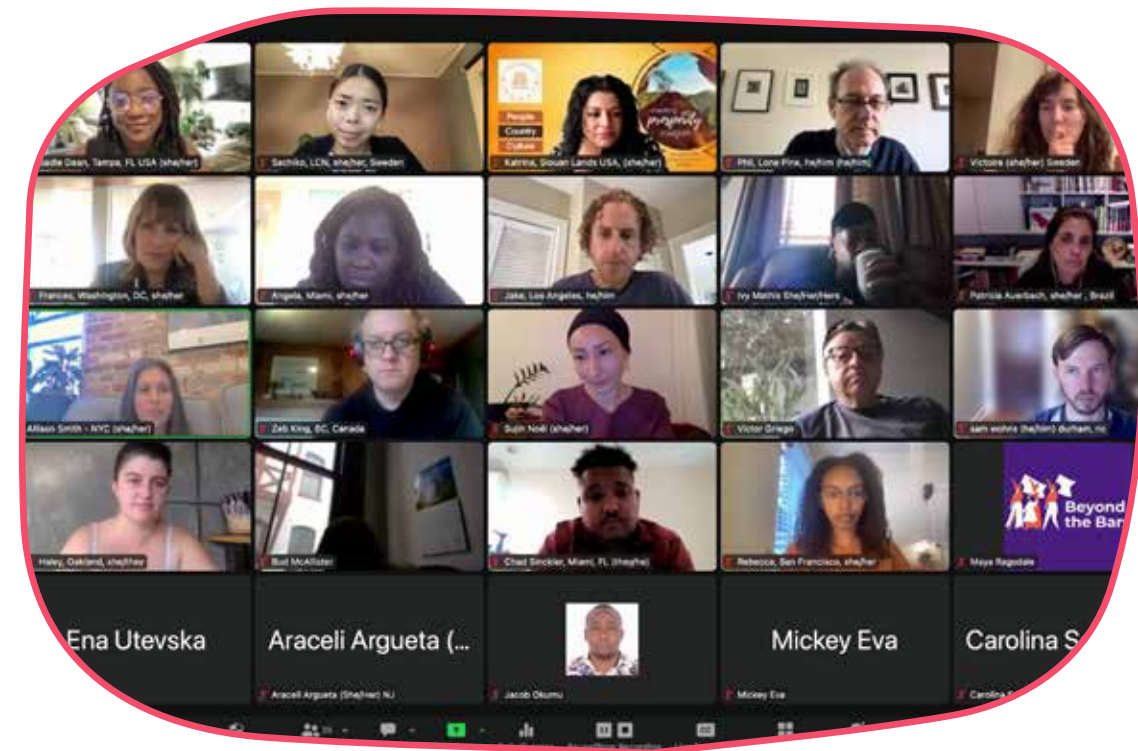 People
Country
Culture
prosperity
adie Dean, Tampa, FL USA (she/her)
Sachiko, LCN, she/her, Sweden
Katrina, Siouan Lands USA, (she/her)
Phil, Lone Pine, he/him (he/him)
Victoire (she/her) Sweden
Frances, Washington, DC, she/her
Angela, Miami, she/her
Jake, Los Angeles, he/him
Ivy Mathis She/Her/Hers
Patricia Auerbach, she/her , Brazil
Allison Smith - NYC (she/her)
Zeb King, BC, Canada
Sujin Noël (she/her)
Victor Griego
sam wohns (he/him) durham, nc
Beyond
the Bars
Haley, Oakland, she/they
Bud McAllister
Chad Sinckler, Miami, FL (they/he)
Rebecca, San Francisco, she/her
Maya Ragsdale
Ena Utevska
Araceli Argueta (...
Mickey Eva
Carolina S
Araceli Argueta (She/Her) NJ
Jacob Okumu
Mickey Eva
Carolina